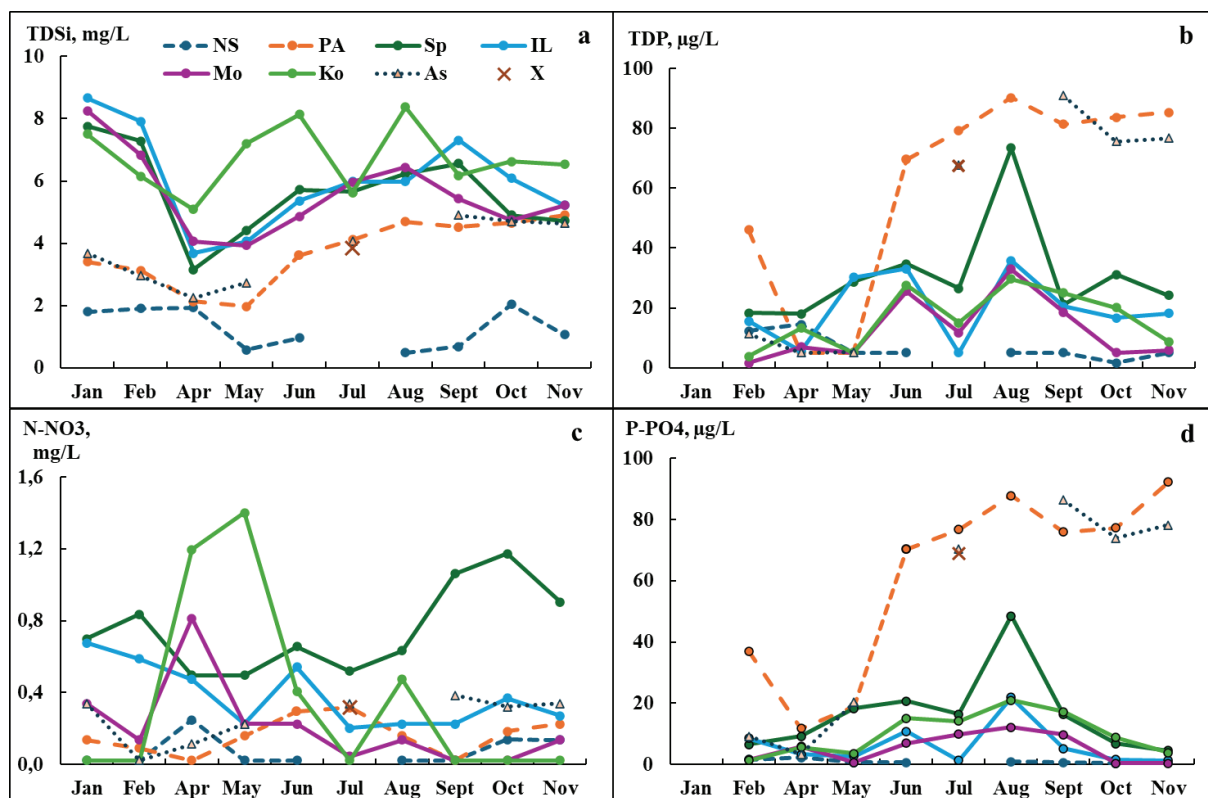 TDSi, mg/L a
NS PA Sp IL
Mo Ko As X
10
8
6
4
2
0
Jan Feb Apr May Jun Jul Aug Sept Oct Nov
TDP, µg/L b
100
80
60
40
20
0
Jan Feb Apr May Jun Jul Aug Sept Oct Nov
N-NO3, c
mg/L
1,6
1,2
0,8
0,4
0,0
Jan Feb Apr May Jun Jul Aug Sept Oct Nov
P-PO4, µg/L d
100
80
60
40
20
0
Jan Feb Apr May Jun Jul Aug Sept Oct Nov